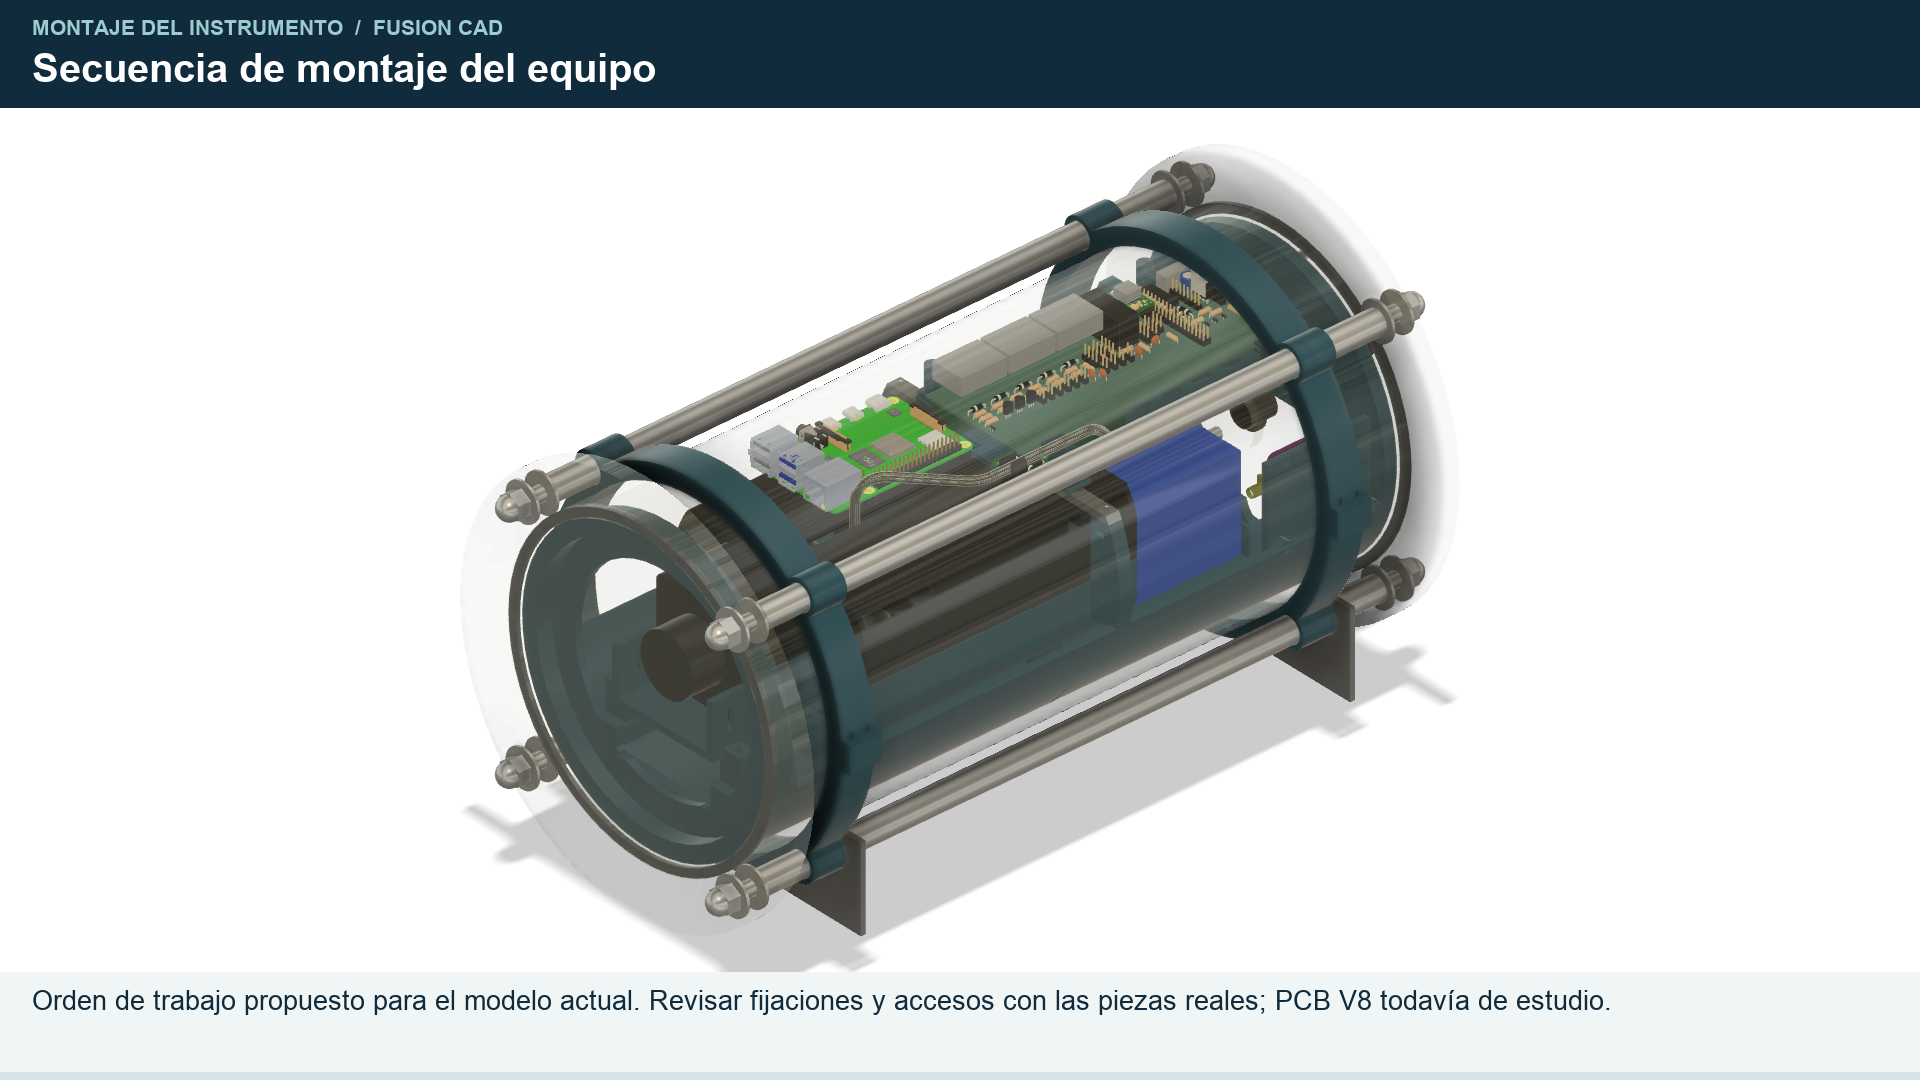 MONTAJE DEL INSTRUMENTO / FUSION CAD
Secuencia de montaje del equipo
Orden de trabajo propuesto para el modelo actual. Revisar fijaciones y accesos con las piezas reales; PCB V8 todavía de estudio.